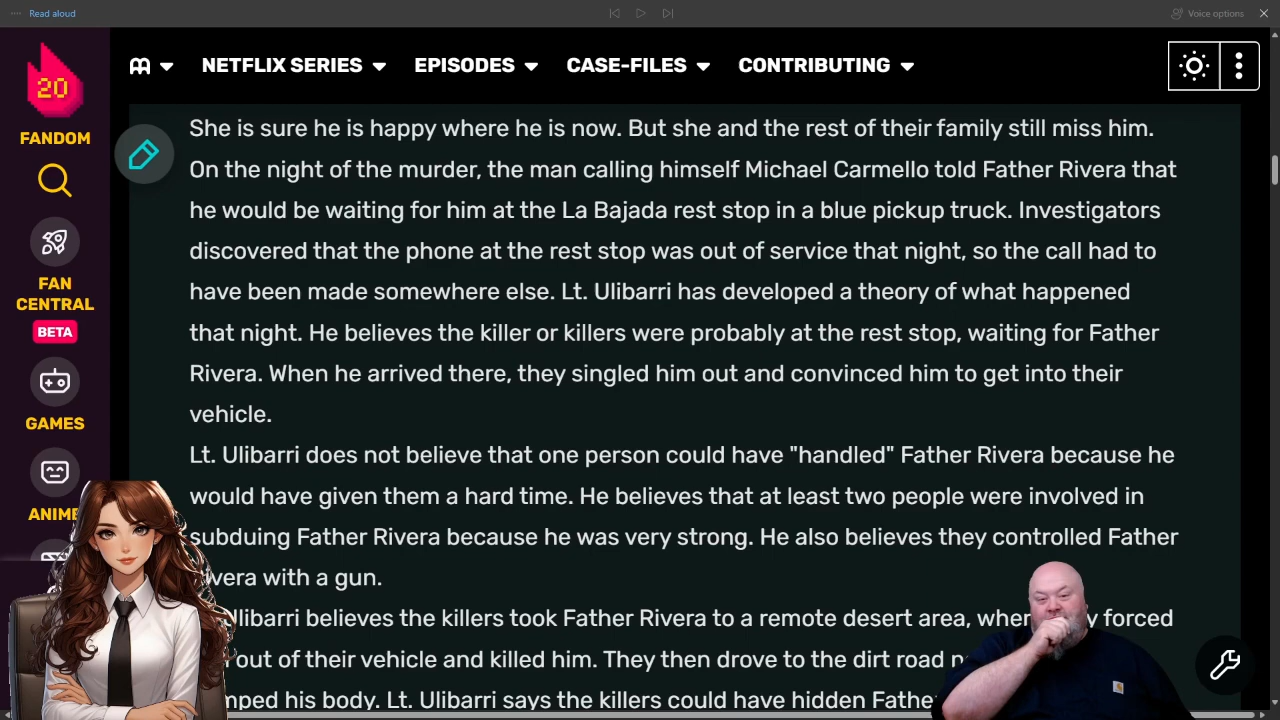 Read aloud
Voice options
20
FANDOM
FAN
CENTRAL
BETA
GAMES
ANIME
NETFLIX SERIES
EPISODES
CASE-FILES
CONTRIBUTING
She is sure he is happy where he is now. But she and the rest of their family still miss him.
On the night of the murder, the man calling himself Michael Carmello told Father Rivera that
he would be waiting for him at the La Bajada rest stop in a blue pickup truck. Investigators
discovered that the phone at the rest stop was out of service that night, so the call had to
have been made somewhere else. Lt. Ulibarri has developed a theory of what happened
that night. He believes the killer or killers were probably at the rest stop, waiting for Father
Rivera. When he arrived there, they singled him out and convinced him to get into their
vehicle.
Lt. Ulibarri does not believe that one person could have "handled" Father Rivera because he
would have given them a hard time. He believes that at least two people were involved in
subduing Father Rivera because he was very strong. He also believes they controlled Father
vera with a gun.
libarri believes the killers took Father Rivera to a remote desert area, forced
out of their vehicle and killed him. They then drove to the dirt road
mped his body. Lt. Ulibarri says the killers could have hidden Father